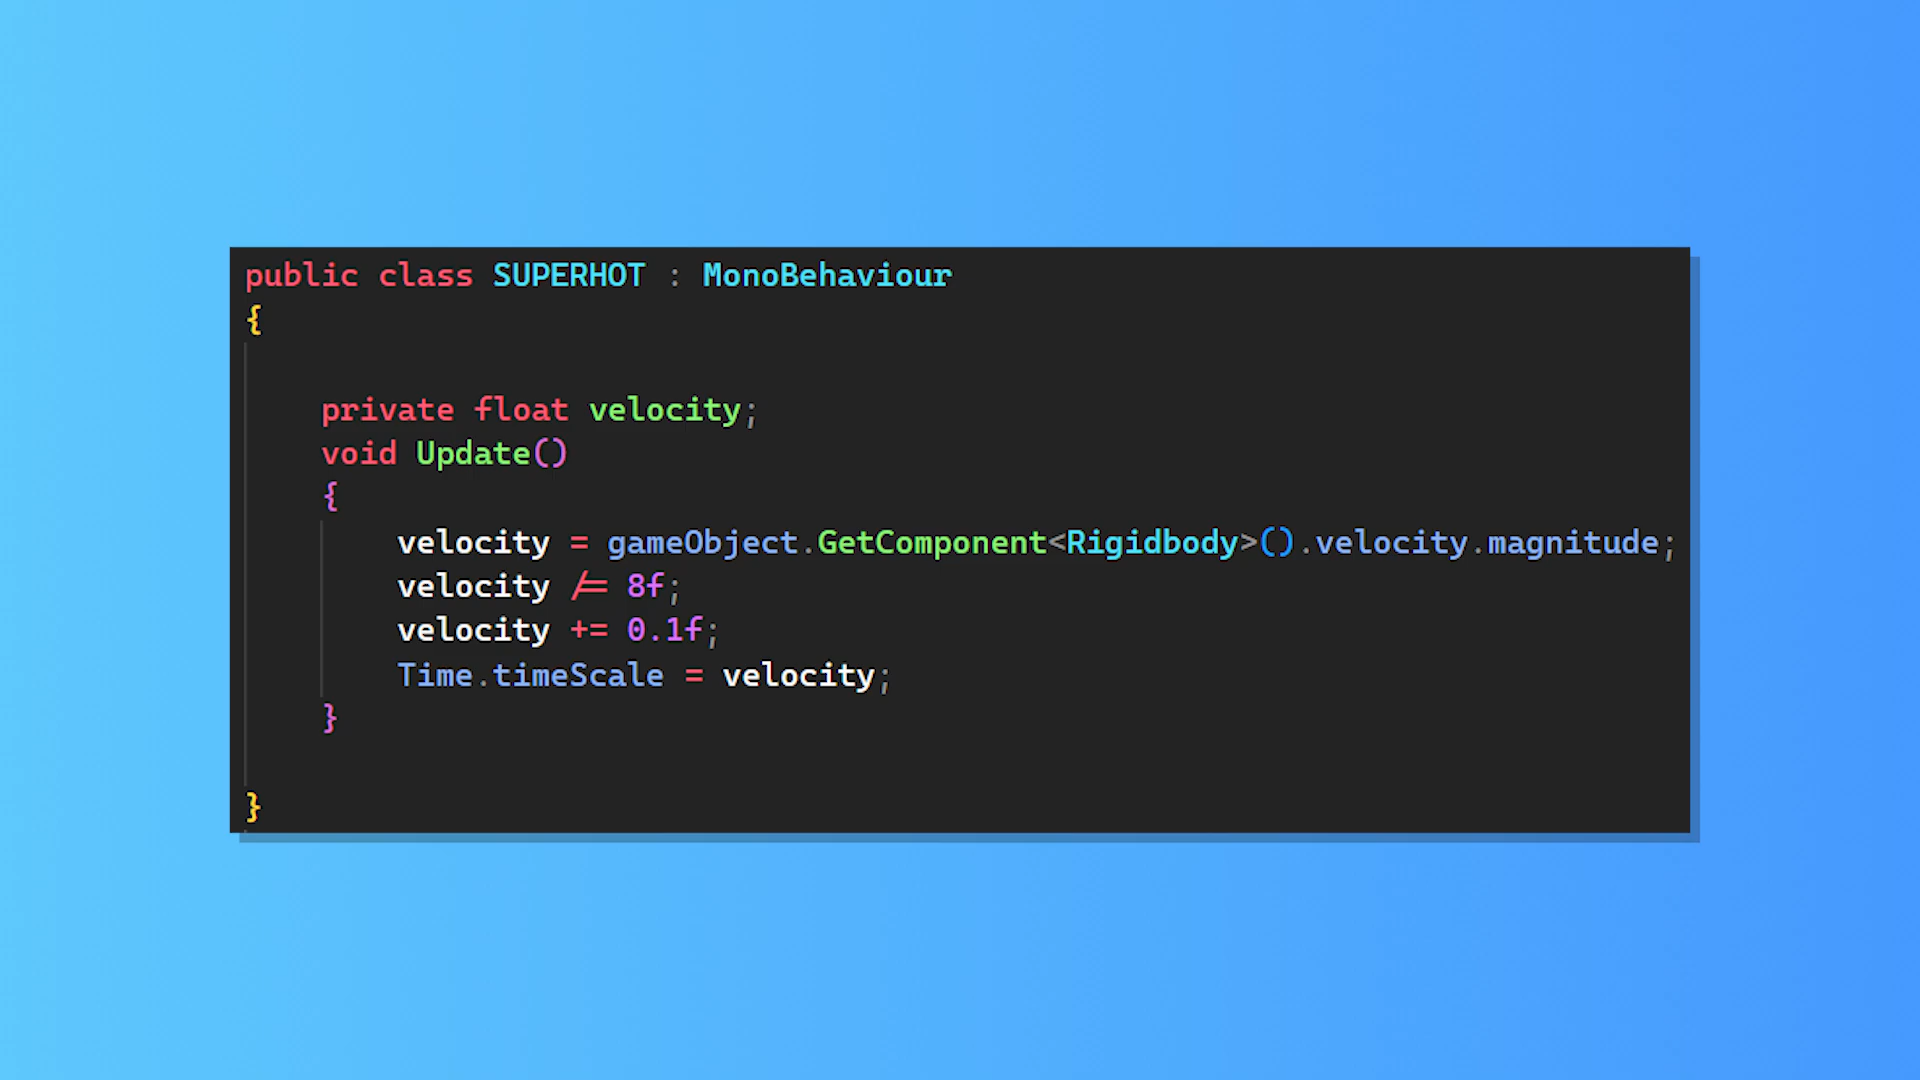 public class SUPERHOT : MonoBehaviour
{
private float velocity;
void Update()
{
velocity = gameObject.GetComponent<Rigidbody>().velocity.magnitude;
velocity /= 8f;
velocity += 0.1f;
Time.timeScale = velocity;
}
}